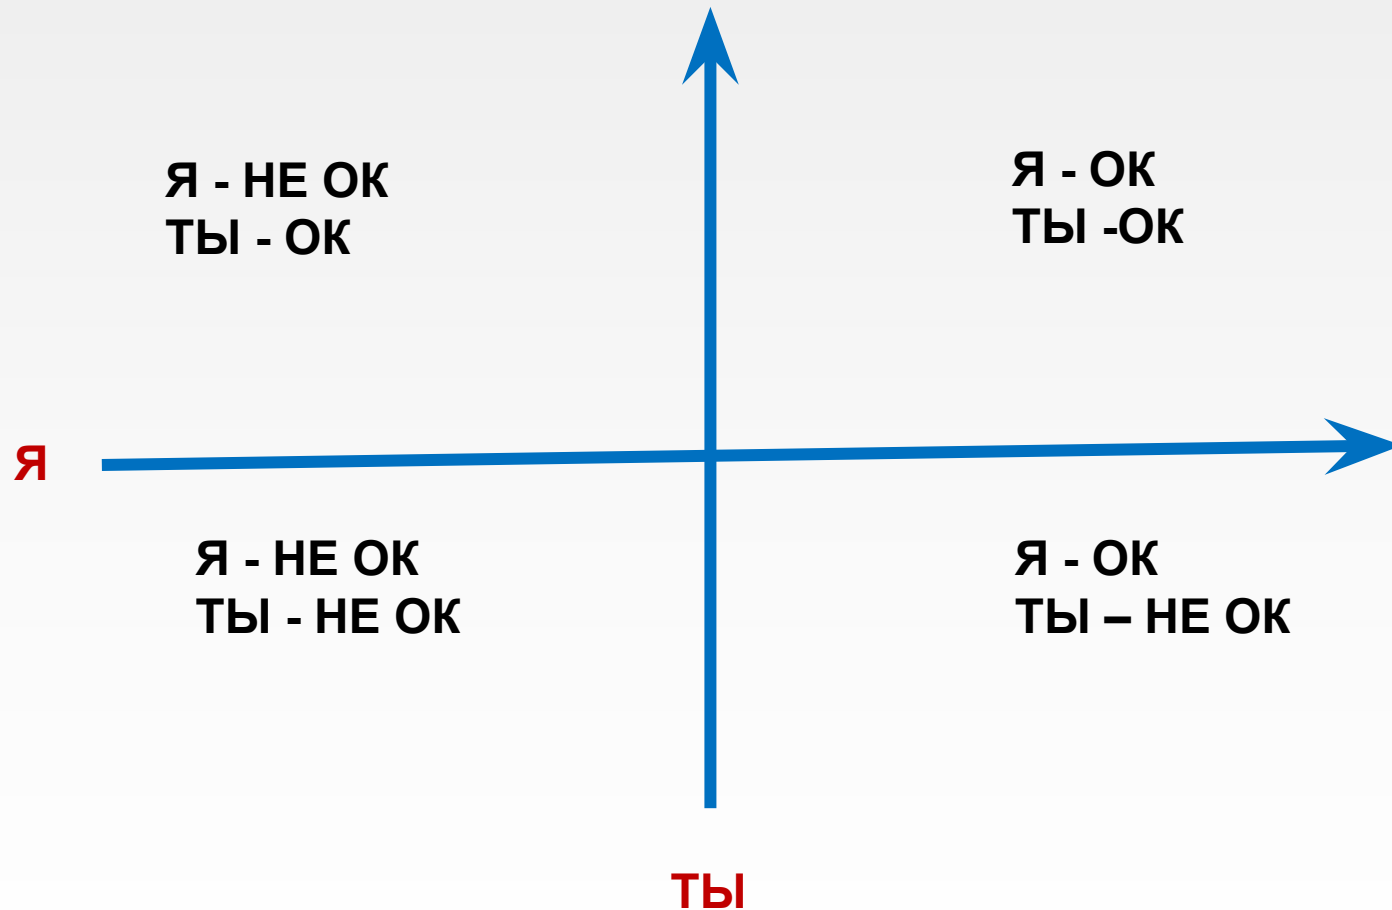 Я - НЕ ОК
ТЫ - ОК
Я - ОК
ТЫ -ОК
Я
Я - НЕ ОК
ТЫ - НЕ ОК
Я - ОК
ТЫ – НЕ ОК
ТЫ